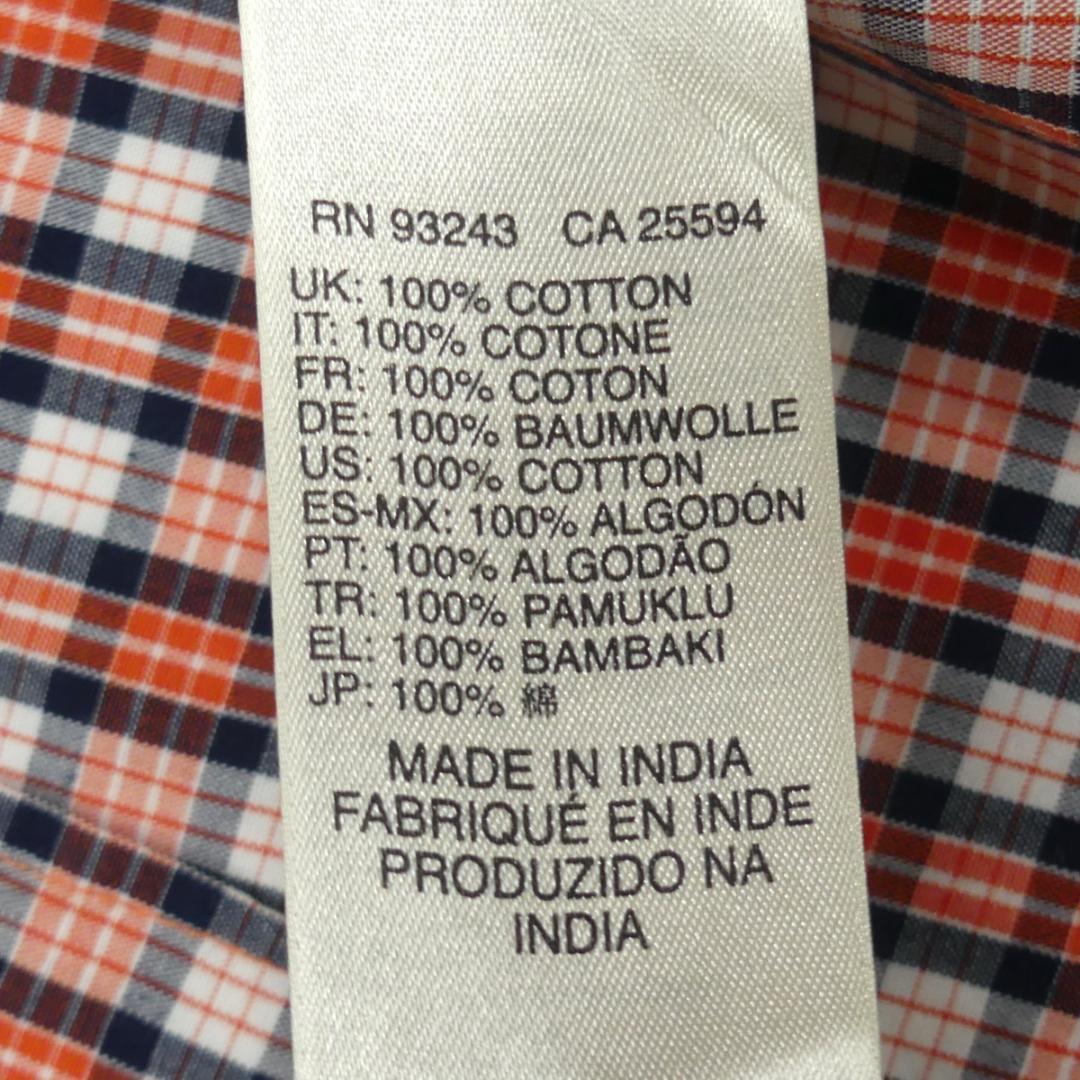 RN 93243 CA 25594
UK: 100% COTTON
IT: 100% COTONE
FR: 100% COTON
DE: 100% BAUMWOLLE
US: 100% COTTON
ES-MX: 100% ALGODÓN
PT: 100% ALGODÃO
TR: 100% PAMUKLU
EL: 100% BAMBAKI
JP: 100% 綿
MADE IN INDIA
FABRIQUÉ EN INDE
PRODUZIDO NA
INDIA